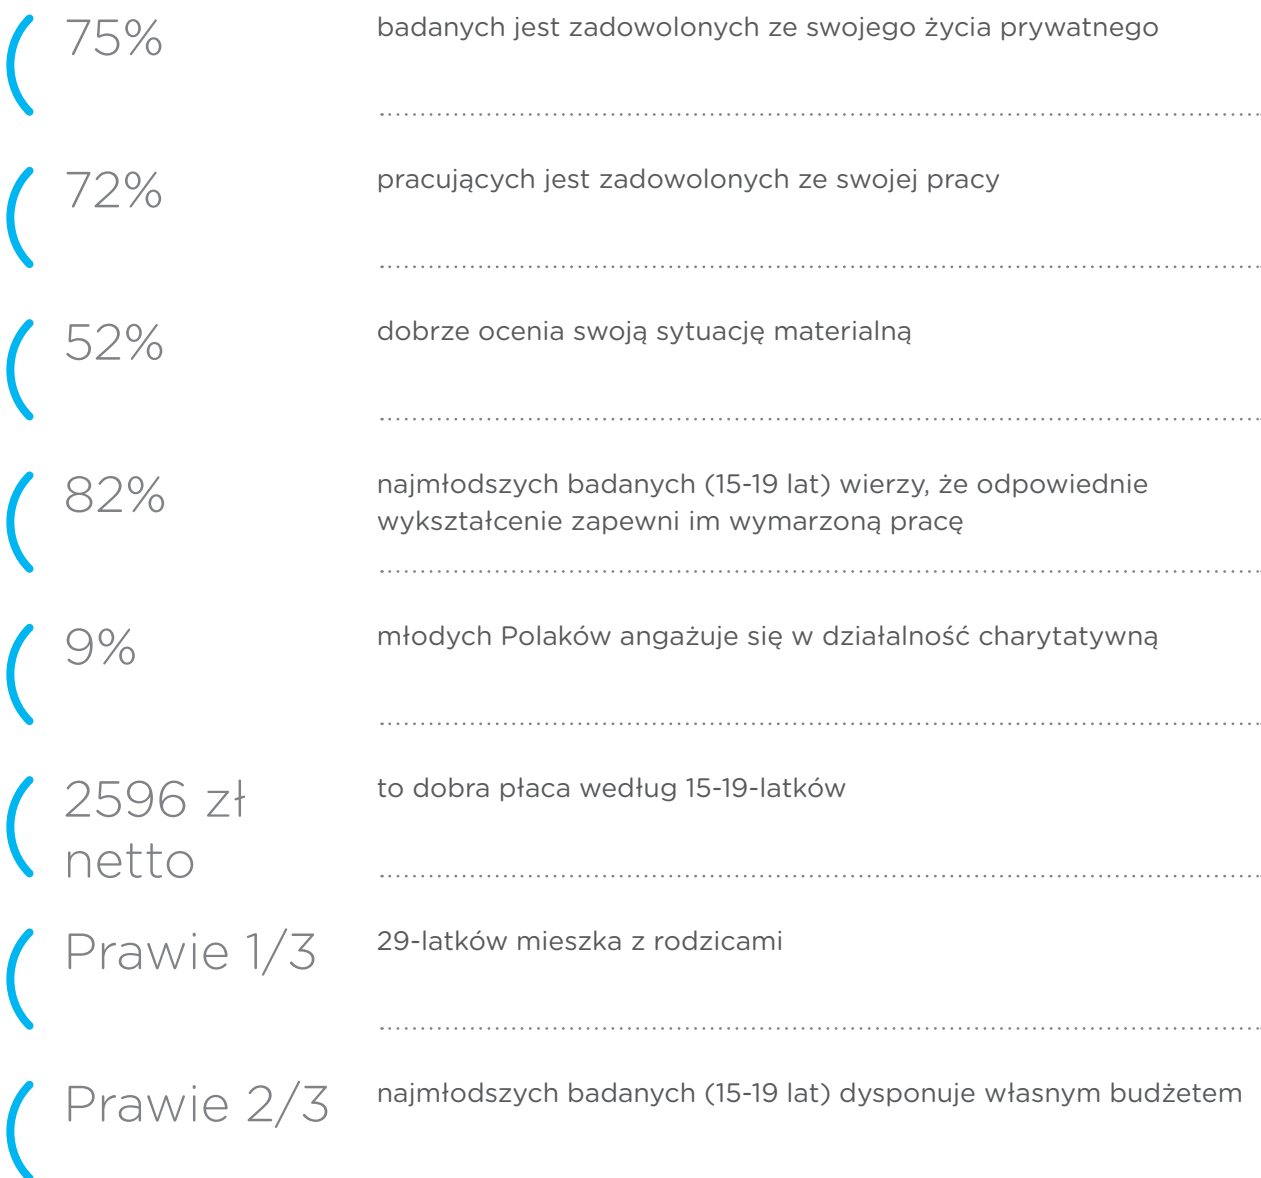 75%
badanych jest zadowolonych ze swojego życia prywatnego
72%
pracujących jest zadowolonych ze swojej pracy
52%
dobrze ocenia swoją sytuację materialną
82%
najmłodszych badanych (15-19 lat) wierzy, że odpowiednie
wykształcenie zapewni im wymarzoną pracę
9%
młodych Polaków angażuje się w działalność charytatywną
2596 zł
netto
to dobra płaca według 15-19-latków
Prawie 1/3
29-latków mieszka z rodzicami
Prawie 2/3
najmłodszych badanych (15-19 lat) dysponuje własnym budżetem